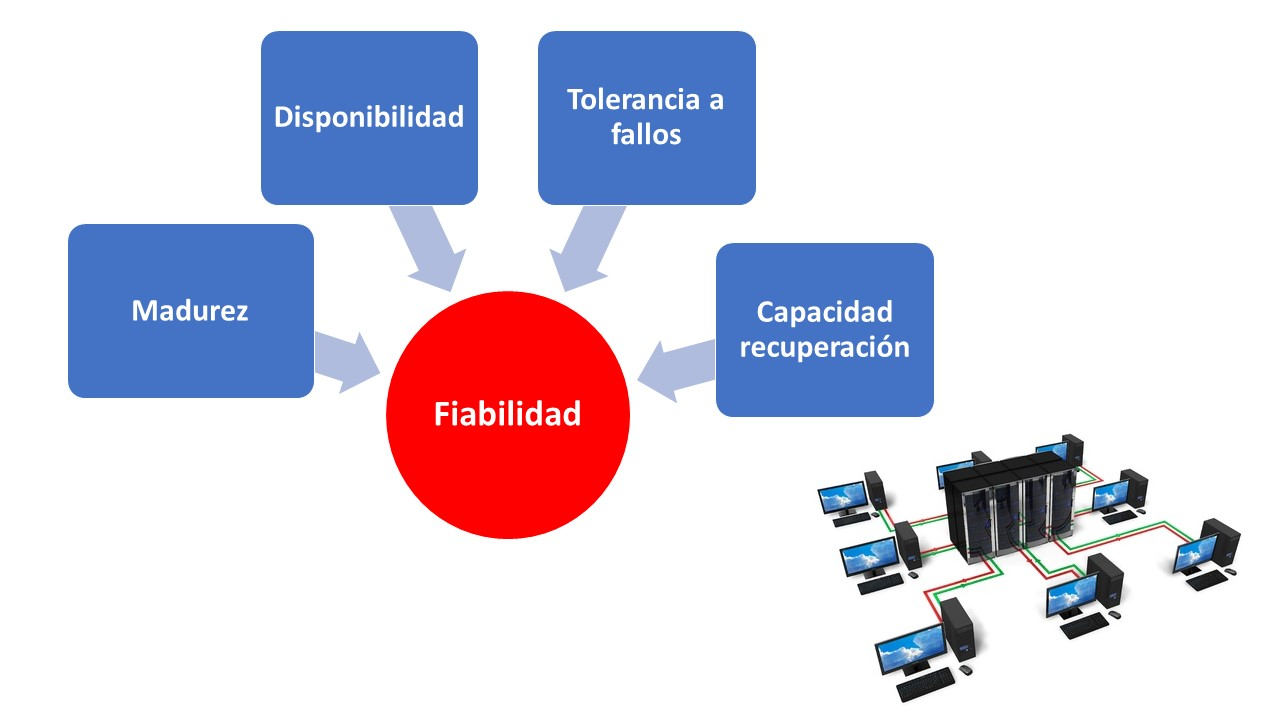 Disponibilidad
Tolerancia a
fallos
Madurez
Capacidad
recuperación
Fiabilidad